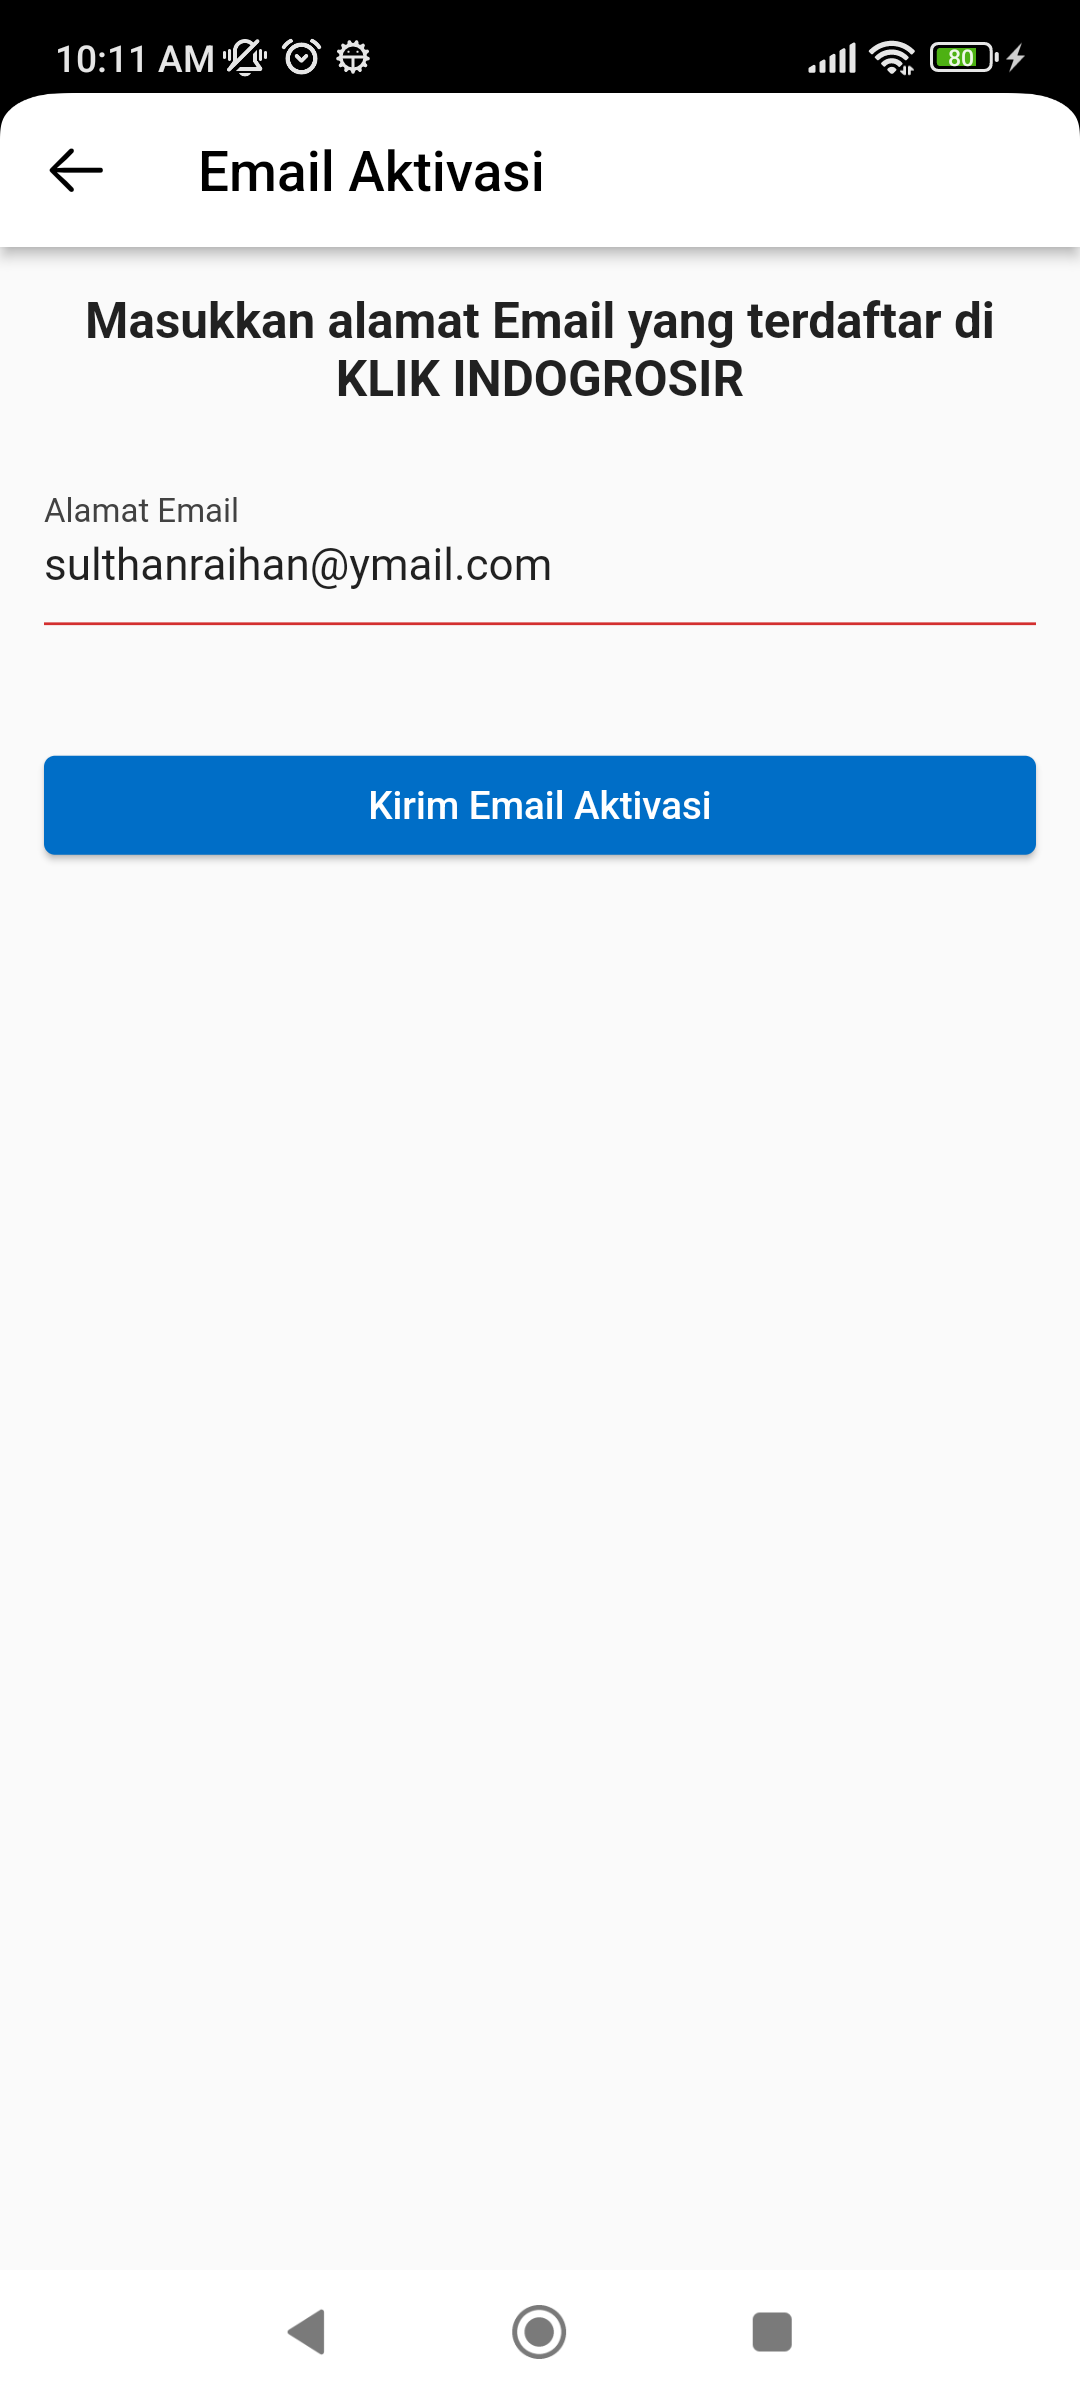 10:11 AM
80
Email Aktivasi
Masukkan alamat Email yang terdaftar di
KLIK INDOGROSIR
Alamat Email
sulthanraihan@ymail.com
Kirim Email Aktivasi